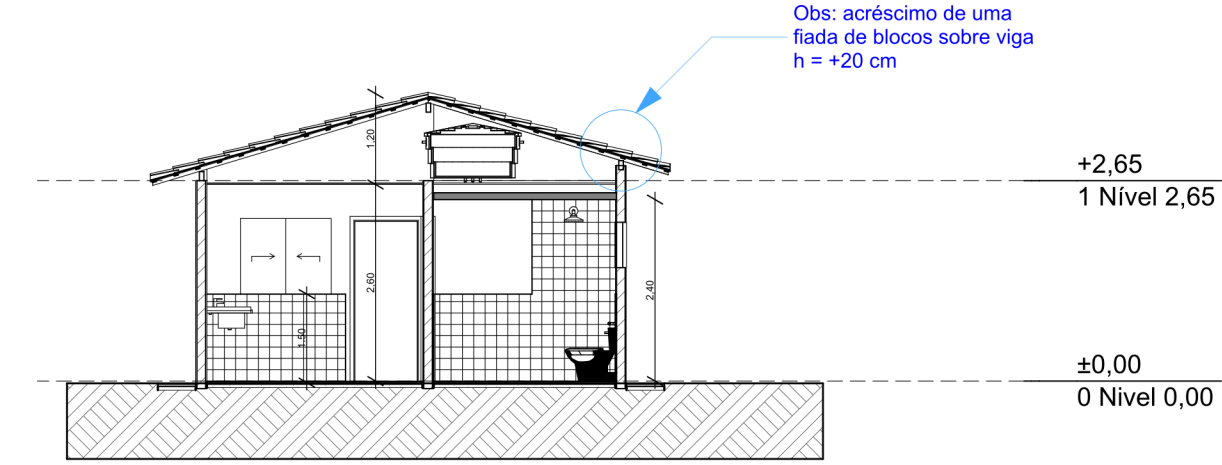 Obs: acréscimo de uma
fiada de blocos sobre viga
h = +20 cm
1,20
+2,65
1 Nível 2,65
2,60
2,40
1,50
±0,00
0 Nivel 0,00